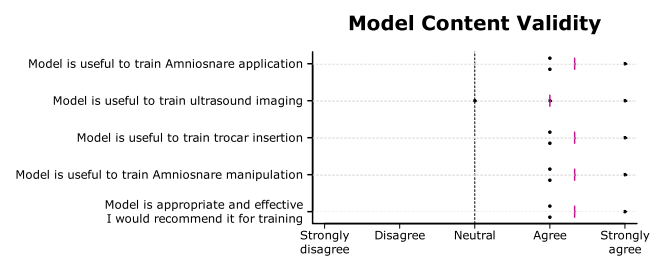 Model Content Validity
Model is useful to train Amniosnare application
Model is useful to train ultrasound imaging
Model is useful to train trocar insertion
Model is useful to train Amniosnare manipulation
Model is appropriate and effective
I would recommend it for training
Strongly
disagree
Disagree
Neutral
Agree
Strongly
agree